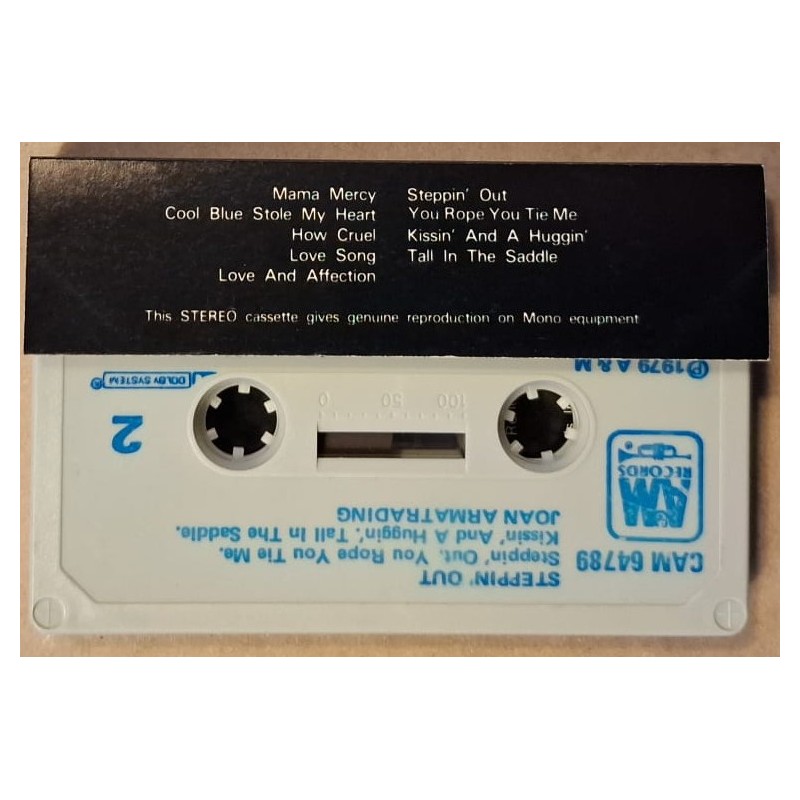 Mama Mercy
Cool Blue Stole My Heart
How Cruel
Love Song
Love And Affection
Steppin' Out
You Rope You Tie Me
Kissin' And A Huggin'
Tall In The Saddle
This STEREO cassette gives genuine reproduction on Mono equipment
STEPPIN' OUT
CAM 64789
Steppin' Out. You Rope You Tie Me.
Kissin' And A Huggin'. Tall In The Saddle.
JOAN ARMATRADING
AM
RECORDS
2
0 50 100
DOLBY SYSTEM ®
℗ 1979 A & M